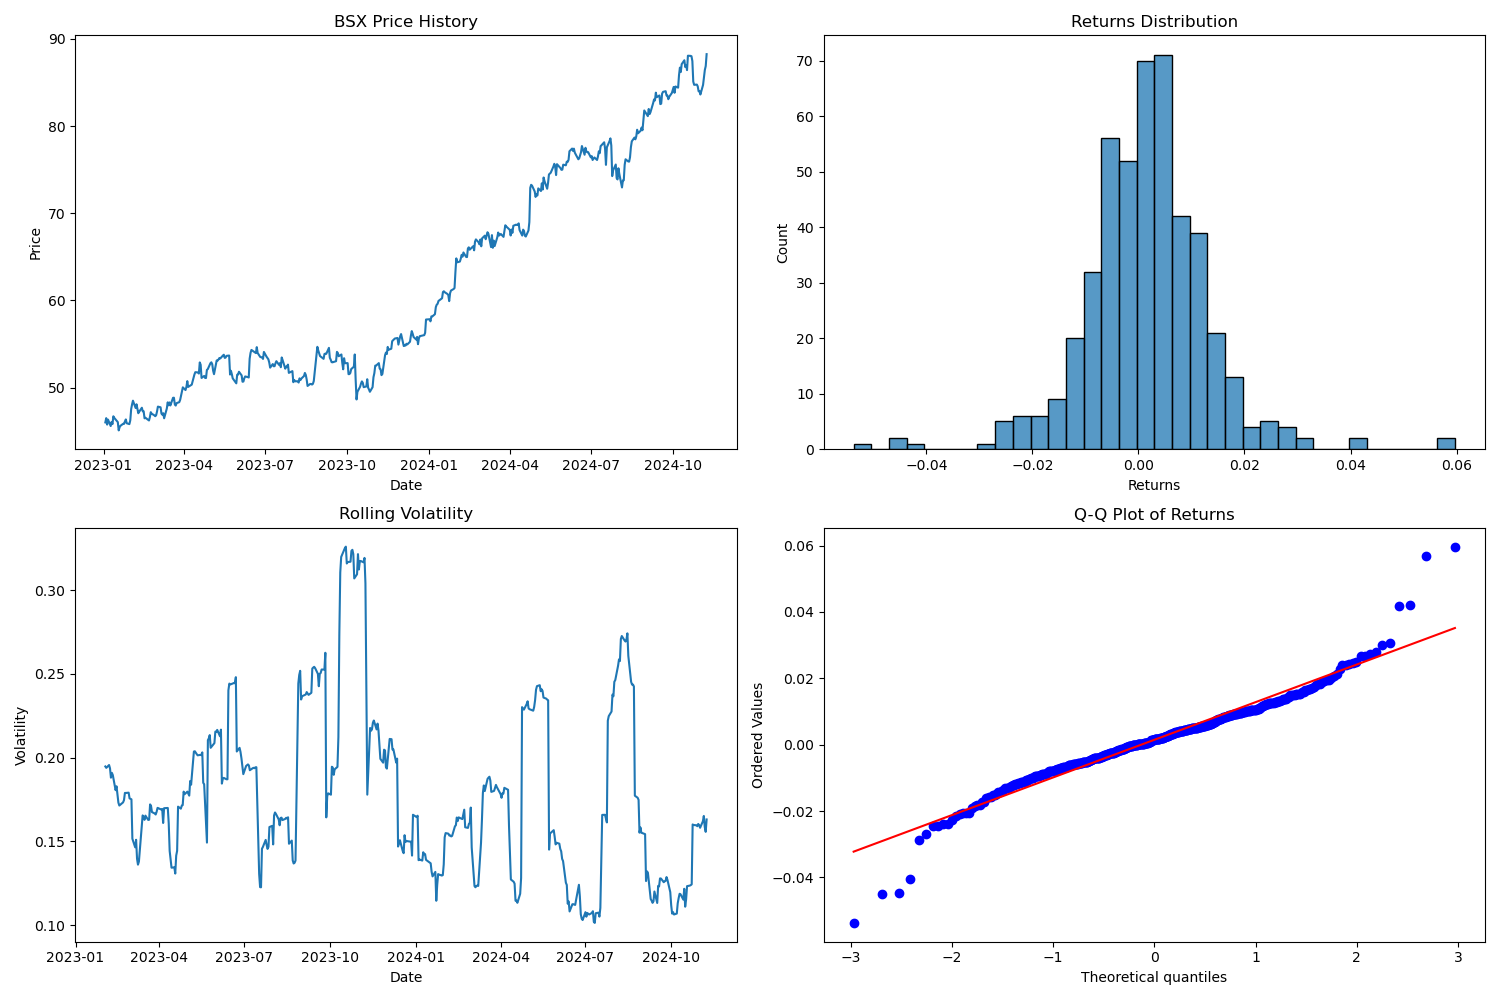 BSX Price History
90
80
70
60
50
Price
2023-01 2023-04 2023-07 2023-10 2024-01 2024-04 2024-07 2024-10
Date
Returns Distribution
70
60
50
40
30
20
10
0
Count
−0.04 −0.02 0.00 0.02 0.04 0.06
Returns
Rolling Volatility
0.30
0.25
0.20
0.15
0.10
Volatility
2023-01 2023-04 2023-07 2023-10 2024-01 2024-04 2024-07 2024-10
Date
Q-Q Plot of Returns
0.06
0.04
0.02
0.00
−0.02
−0.04
Ordered Values
−3 −2 −1 0 1 2 3
Theoretical quantiles